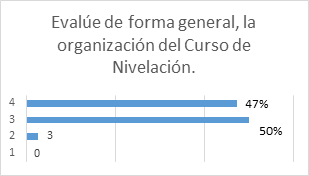 Evalúe de forma general, la
organización del Curso de
Nivelación.
4 47%
3 50%
2 3
1 0